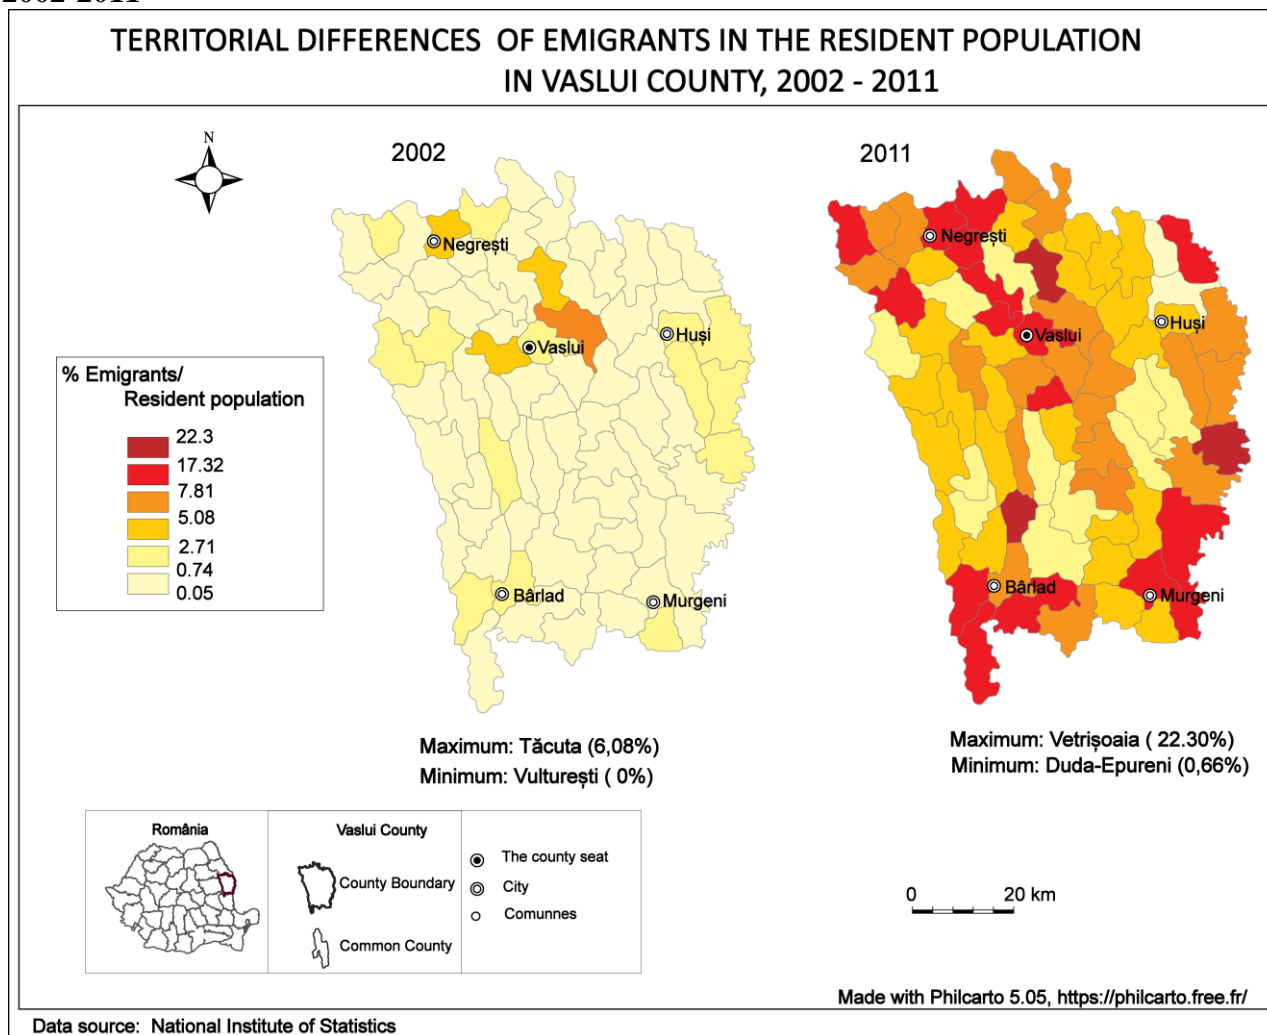 2002-2011
TERRITORIAL DIFFERENCES OF EMIGRANTS IN THE RESIDENT POPULATION
IN VASLUI COUNTY, 2002 - 2011
N
2002
2011
Negrești
Vaslui
Huși
Bârlad
Murgeni
Negrești
Vaslui
Huși
Bârlad
Murgeni
% Emigrants/
Resident population
22.3
17.32
7.81
5.08
2.71
0.74
0.05
Maximum: Tăcuta (6,08%)
Minimum: Vulturești ( 0%)
Maximum: Vetrișoaia ( 22.30%)
Minimum: Duda-Epureni (0,66%)
România
Vaslui County
County Boundary
Common County
The county seat
City
Comunnes
0 20 km
Made with Philcarto 5.05, https://philcarto.free.fr/
Data source: National Institute of Statistics